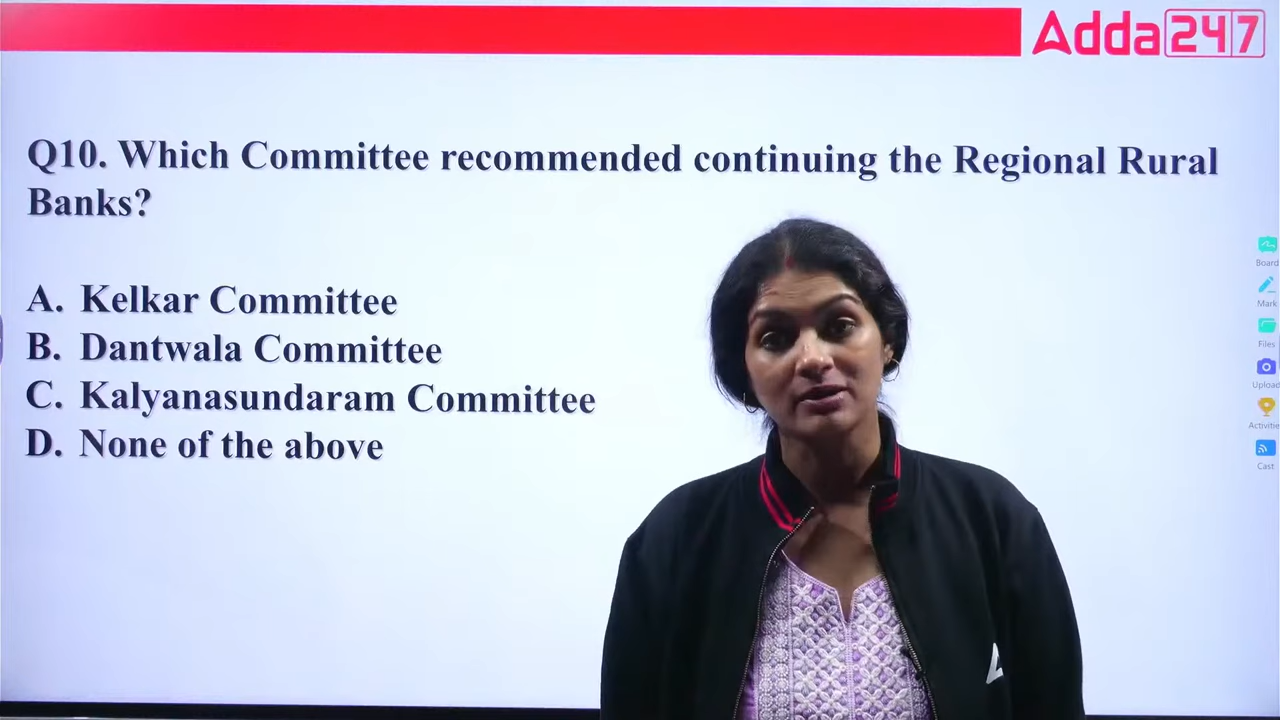 Adda247
Q10. Which Committee recommended continuing the Regional Rural
Banks?
A. Kelkar Committee
B. Dantwala Committee
C. Kalyanasundaram Committee
D. None of the above
Board
Mark
Files
Upload
Activitie
Cast